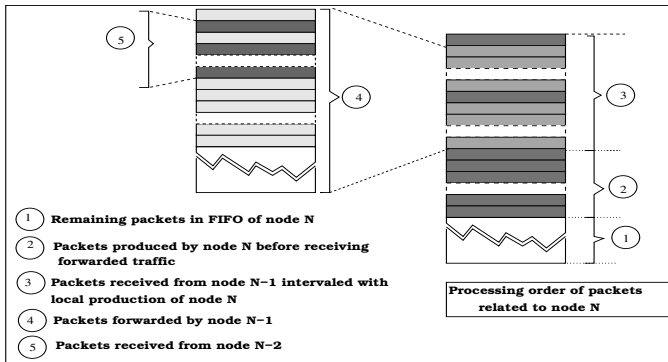 5
4
3
2
1
1 Remaining packets in FIFO of node N
2 Packets produced by node N before receiving
forwarded traffic
3 Packets received from node N−1 intervaled with
local production of node N
4 Packets forwarded by node N−1
5 Packets received from node N−2
Processing order of packets
related to node N